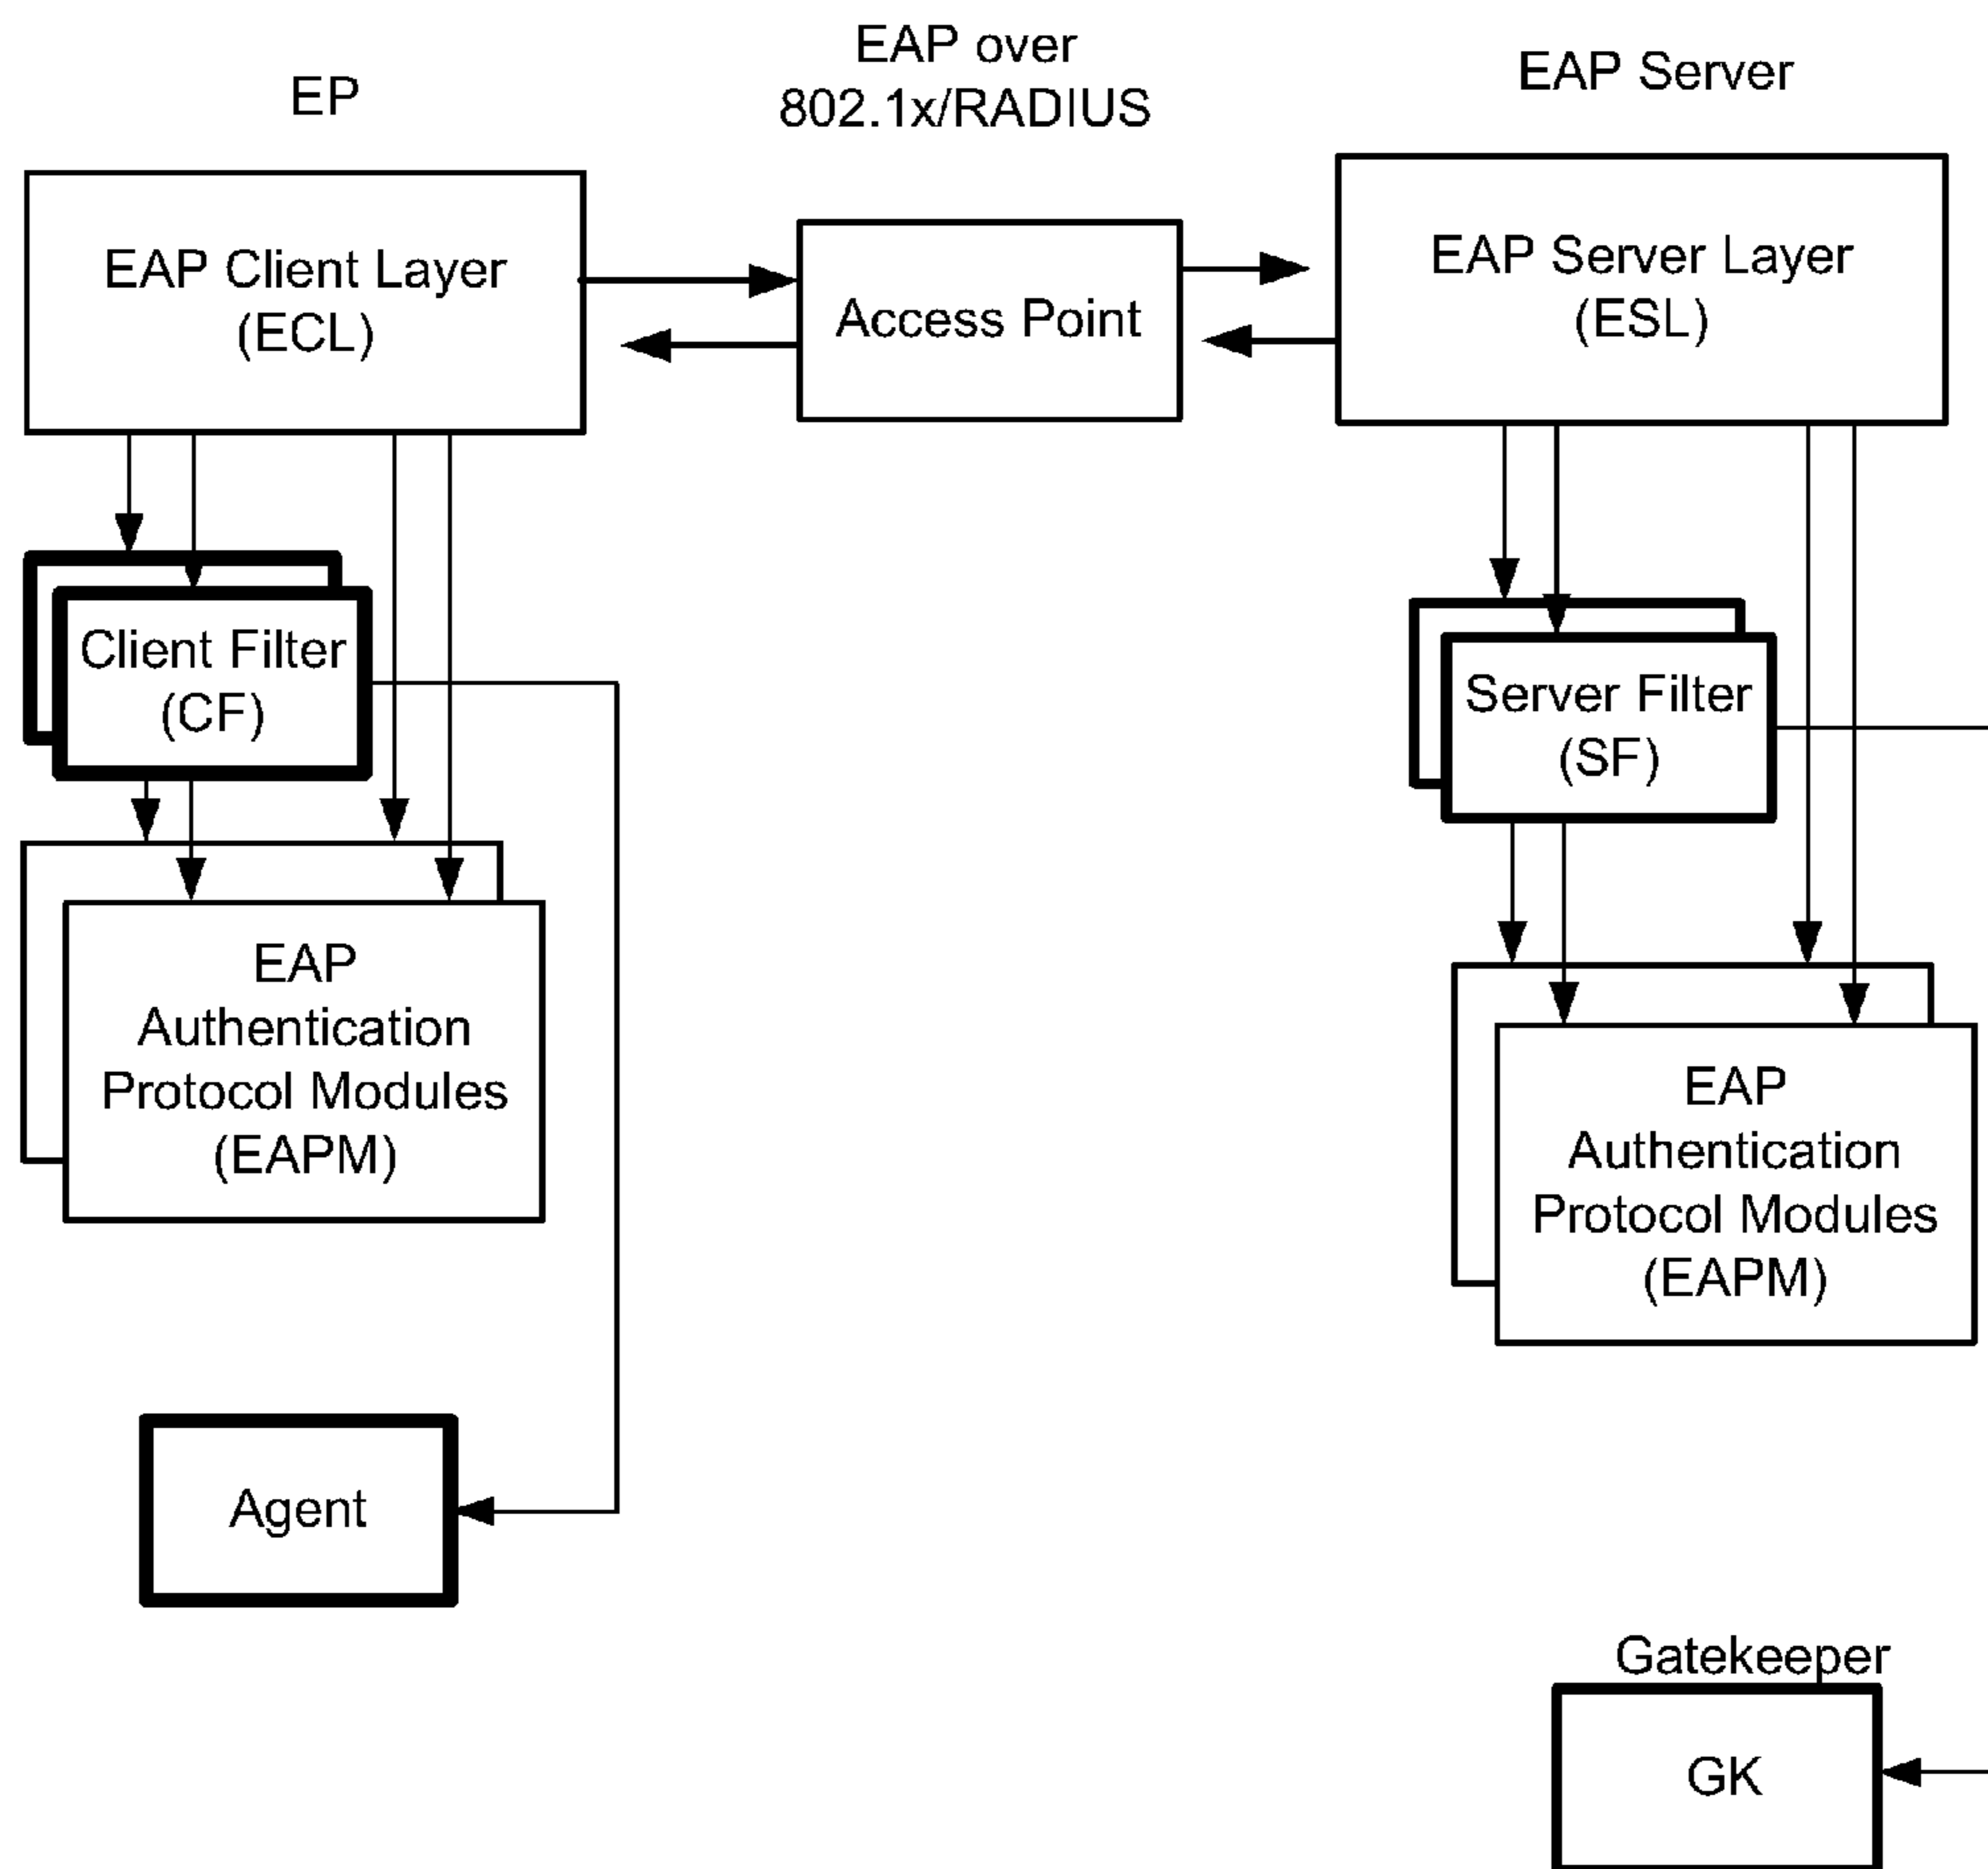 EP
EAP over
802.1x/RADIUS
EAP Server
EAP Client Layer
(ECL)
Access Point
EAP Server Layer
(ESL)
Client Filter
(CF)
Server Filter
(SF)
EAP
Authentication
Protocol Modules
(EAPM)
EAP
Authentication
Protocol Modules
(EAPM)
Agent
Gatekeeper
GK